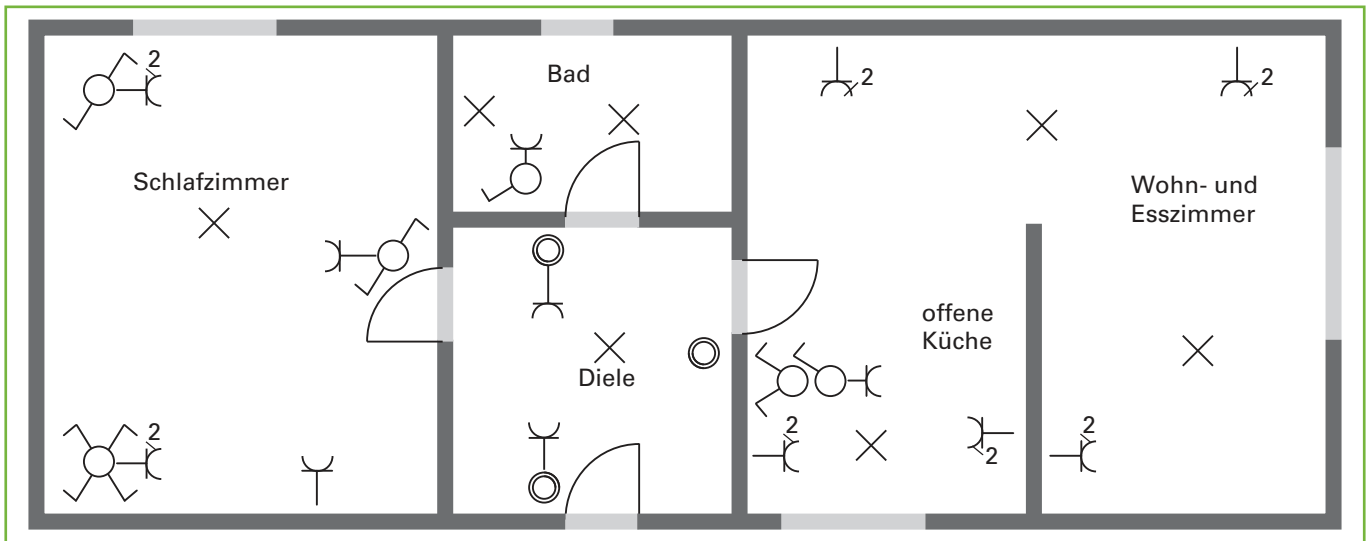 2
Bad
2
2
Schlafzimmer
Wohn- und
Esszimmer
offene
Küche
Diele
2
2
2
2